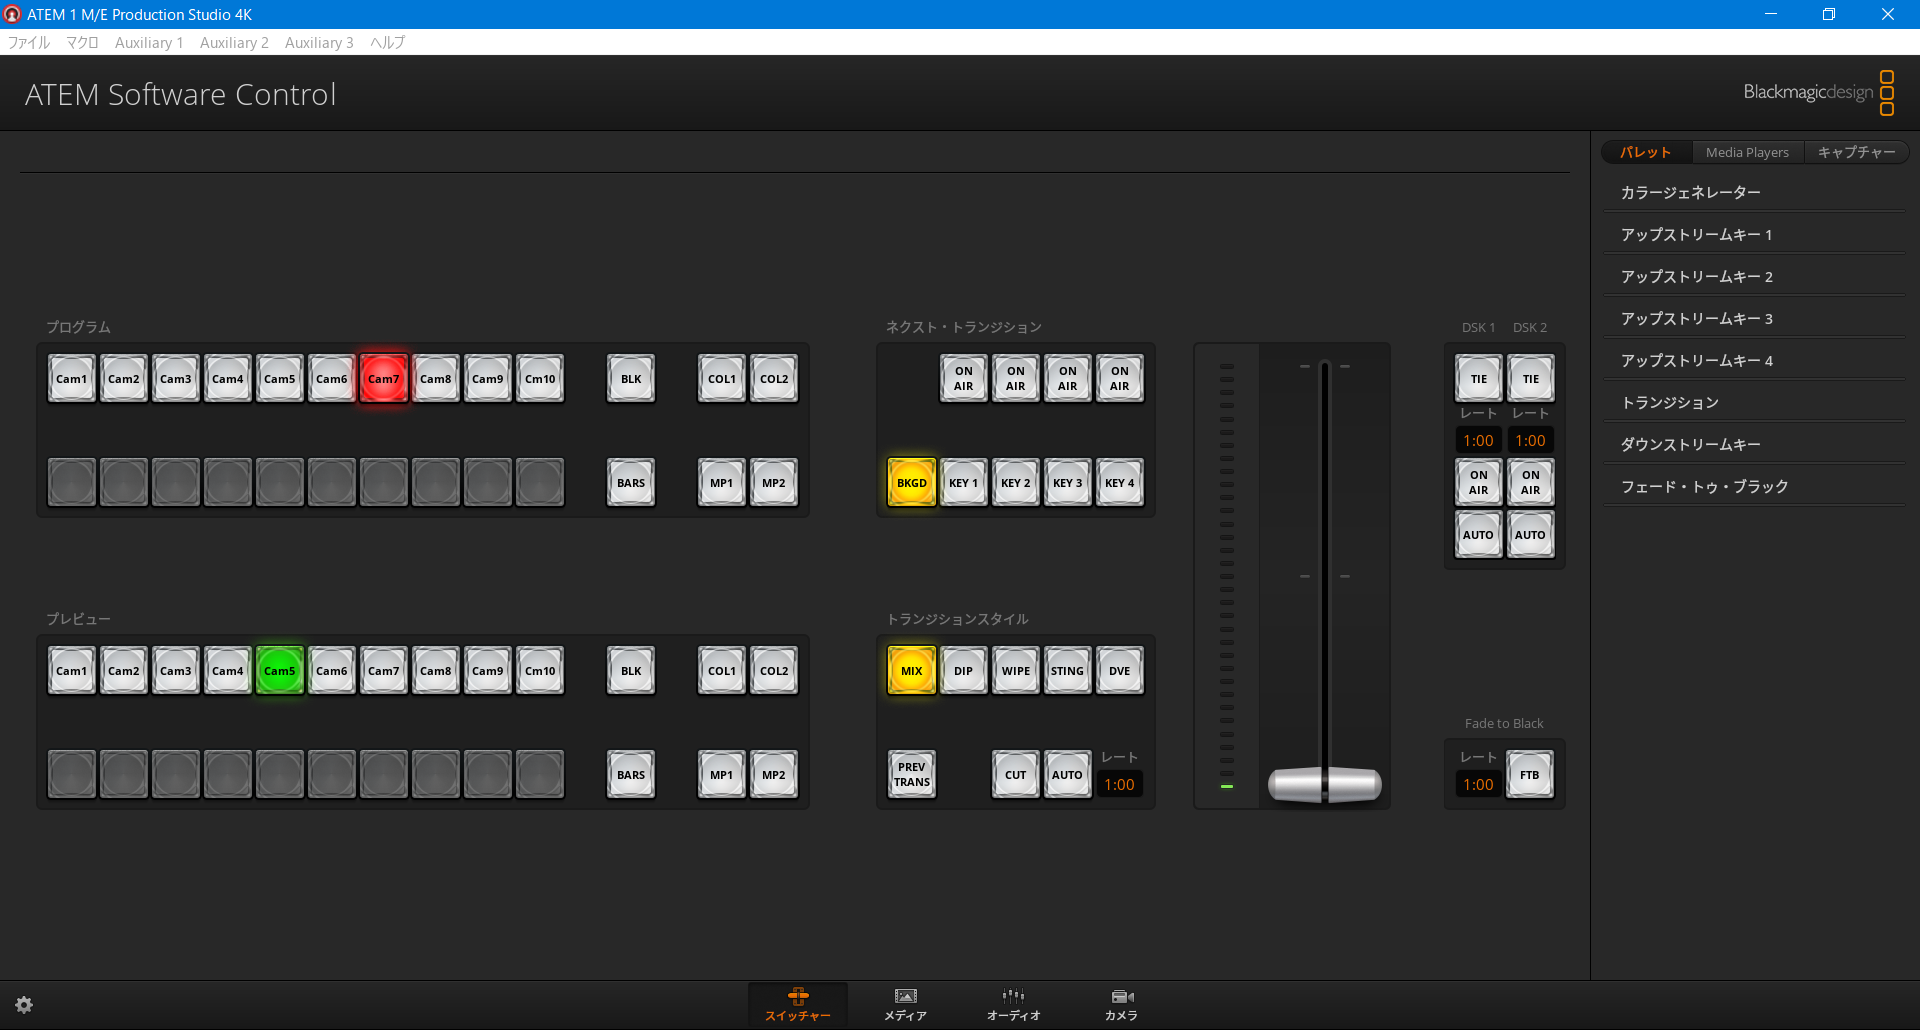 ATEM 1 M/E Production Studio 4K
ファイル マクロ Auxiliary 1 Auxiliary 2 Auxiliary 3 ヘルプ
ATEM Software Control
Blackmagicdesign
パレット Media Players キャプチャー
カラージェネレーター
アップストリームキー 1
アップストリームキー 2
アップストリームキー 3
アップストリームキー 4
トランジション
ダウンストリームキー
フェード・トゥ・ブラック
プログラム
Cam1 Cam2 Cam3 Cam4 Cam5 Cam6 Cam7 Cam8 Cam9 Cm10 BLK COL1 COL2
BARS MP1 MP2
ネクスト・トランジション
ON AIR ON AIR ON AIR ON AIR
BKGD KEY 1 KEY 2 KEY 3 KEY 4
DSK 1 DSK 2
TIE TIE
レート レート
1:00 1:00
ON AIR ON AIR
AUTO AUTO
プレビュー
Cam1 Cam2 Cam3 Cam4 Cam5 Cam6 Cam7 Cam8 Cam9 Cm10 BLK COL1 COL2
BARS MP1 MP2
トランジションスタイル
MIX DIP WIPE STING DVE
PREV TRANS CUT AUTO レート 1:00
Fade to Black
レート
1:00 FTB
スイッチャー メディア オーディオ カメラ